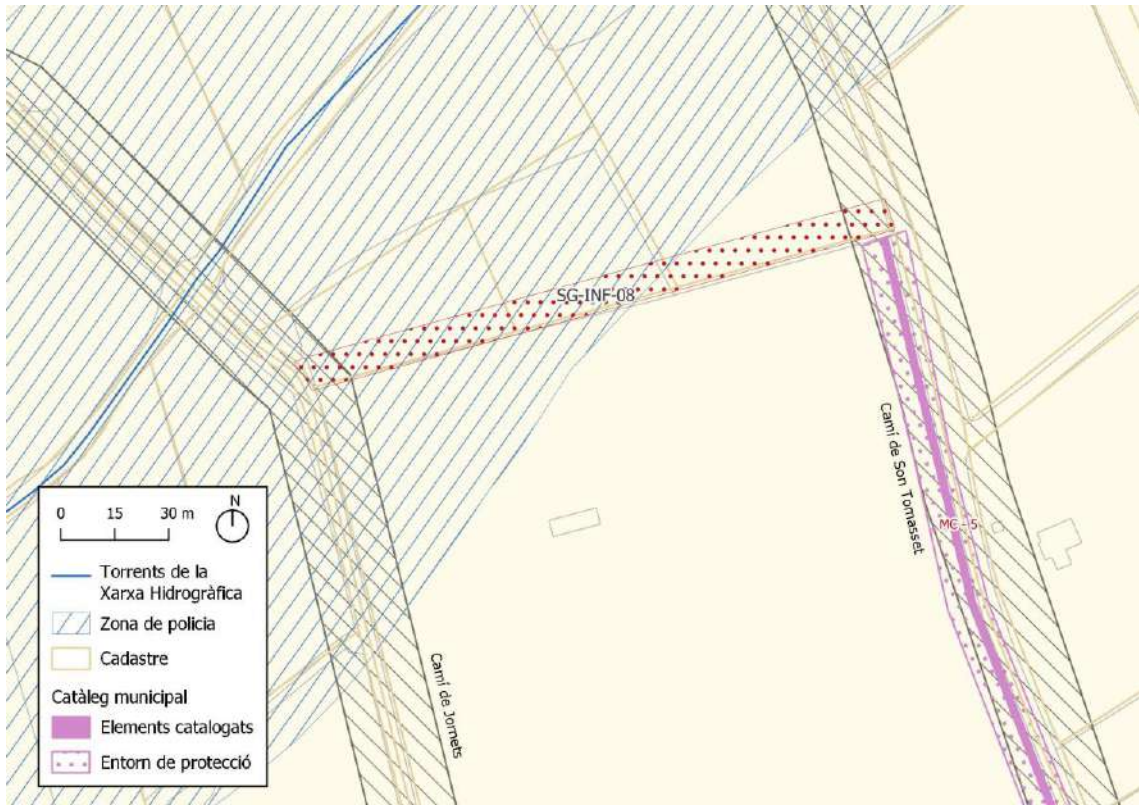 SG-INF-08
Camí de Son Tomasset
MC - 5
Camí de Jornets
N
0 15 30 m
Torrents de la
Xarxa Hidrogràfica
Zona de policia
Cadastre
Catàleg municipal
Elements catalogats
Entorn de protecció